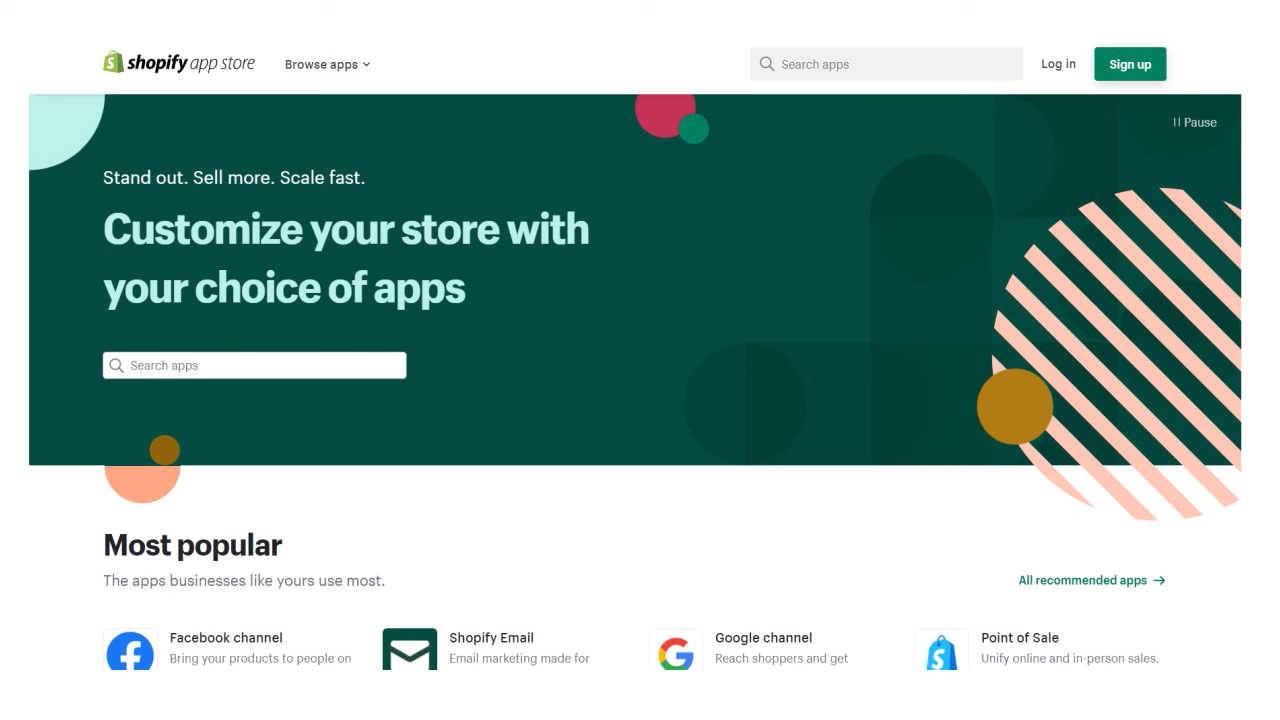 shopify app store
Browse apps
Search apps
Log in
Sign up
Pause
Stand out. Sell more. Scale fast.
Customize your store with
your choice of apps
Search apps
Most popular
The apps businesses like yours use most.
All recommended apps →
Facebook channel
Bring your products to people on
Shopify Email
Email marketing made for
Google channel
Reach shoppers and get
Point of Sale
Unify online and in-person sales.